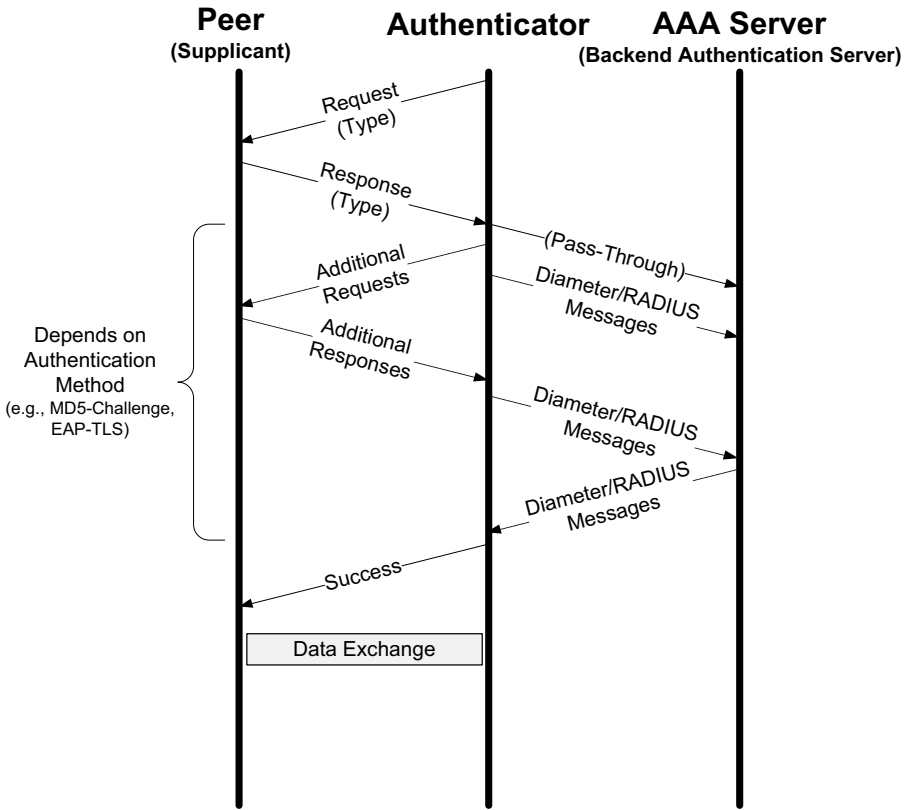 Peer
(Supplicant)
Authenticator
AAA Server
(Backend Authentication Server)
Request
(Type)
Response
(Type)
(Pass-Through)
Additional
Requests
Diameter/RADIUS
Messages
Additional
Responses
Depends on
Authentication
Method
(e.g., MD5-Challenge,
EAP-TLS)
Diameter/RADIUS
Messages
Diameter/RADIUS
Messages
Success
Data Exchange